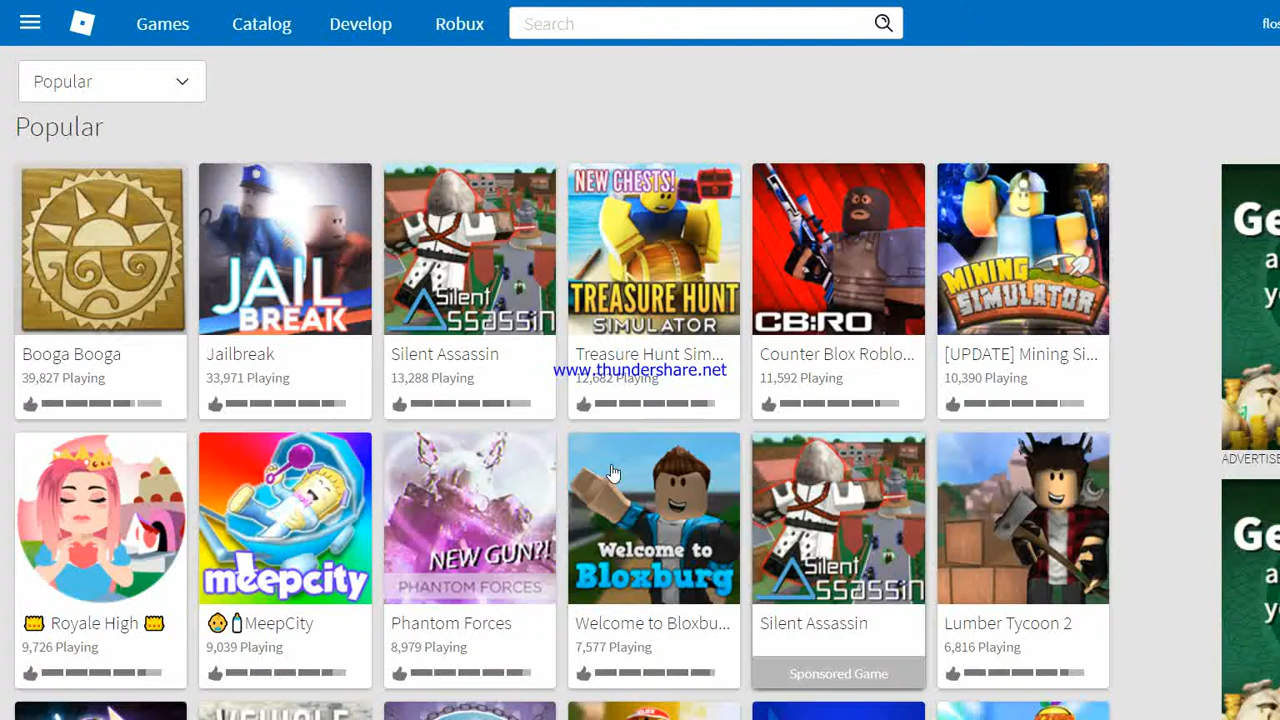 Games
Catalog
Develop
Robux
Search
flos
Popular
Popular
JAIL
BREAK
Silent
Assassin
NEW CHESTS!
TREASURE HUNT
SIMULATOR
CB:RO
MINING
SIMULATOR
Booga Booga
39,827 Playing
Jailbreak
33,971 Playing
Silent Assassin
13,288 Playing
Treasure Hunt Sim...
12,682 Playing
www.thundershare.net
Counter Blox Roblo...
11,592 Playing
[UPDATE] Mining Si...
10,390 Playing
Ge
a
y
ADVERTISE
meepcity
NEW GUN?!
PHANTOM FORCES
Welcome to
Bloxburg
Silent
Assassin
Royale High
9,726 Playing
MeepCity
9,039 Playing
Phantom Forces
8,979 Playing
Welcome to Bloxbu...
7,577 Playing
Silent Assassin
Sponsored Game
Lumber Tycoon 2
6,816 Playing
Ge
a
y
VEHICLE